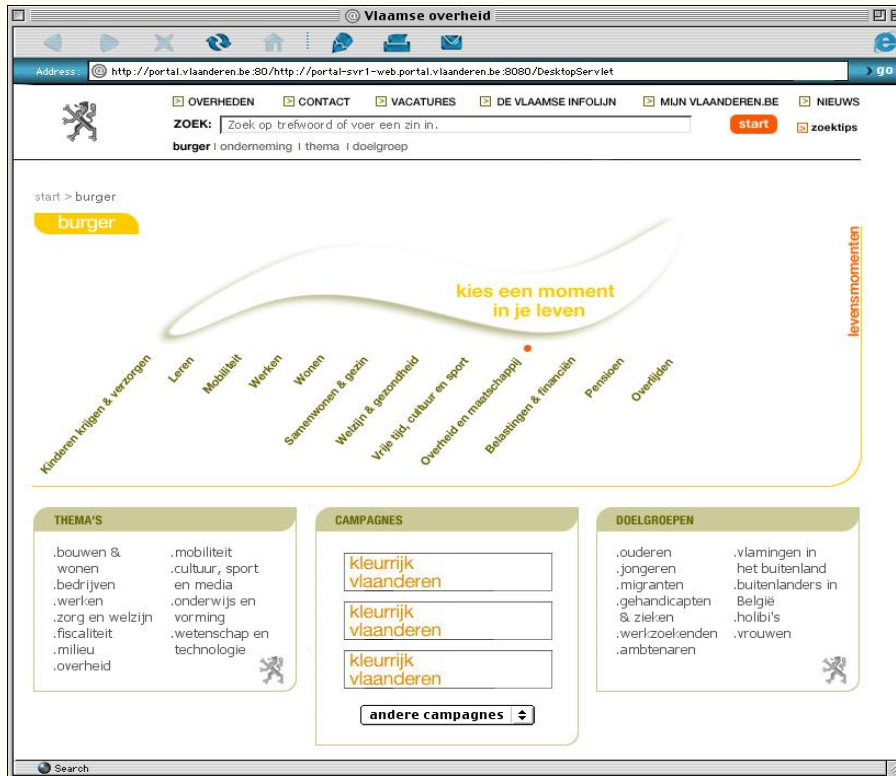 @ Vlaamse overheid
Address: @ http://portal.vlaanderen.be:80/http://portal-svr1-web.portal.vlaanderen.be:8080/DesktopServlet > go
> OVERHEDEN > CONTACT > VACATURES > DE VLAAMSE INFOLIJN > MIJN VLAANDEREN.BE > NIEUWS
ZOEK: Zoek op trefwoord of voer een zin in. start > zoektips
burger | onderneming | thema | doelgroep
start > burger
burger
kies een moment
in je leven
levensmomenten
Kinderen krijgen & verzorgen
Leren
Mobiliteit
Werken
Wonen
Samenwonen & gezin
Welzijn & gezondheid
Vrije tijd, cultuur en sport
Overheid en maatschappij
Belastingen & financiën
Pensioen
Overlijden
THEMA'S
.bouwen &
wonen
.bedrijven
.werken
.zorg en welzijn
.fiscaliteit
.milieu
.overheid
.mobiliteit
.cultuur, sport
en media
.onderwijs en
vorming
.wetenschap en
technologie
CAMPAGNES
kleurrijk
vlaanderen
kleurrijk
vlaanderen
kleurrijk
vlaanderen
andere campagnes
DOELGROEPEN
.ouderen
.jongeren
.migranten
.gehandicapten
& zieken
.werkzoekenden
.ambtenaren
.vlamingen in
het buitenland
.buitenlanders in
België
.holibi's
.vrouwen
Search